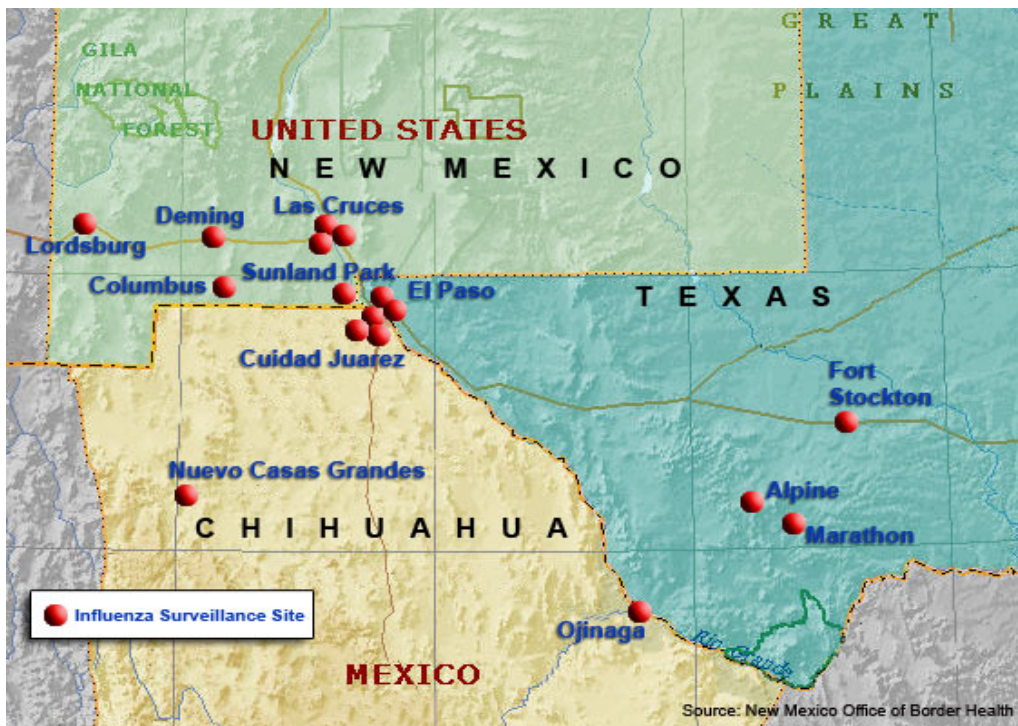 GREAT
PLAINS
GILA
NATIONAL
FOREST
UNITED STATES
NEW MEXICO
Las Cruces
Deming
Lordsburg
Sunland Park
Columbus
El Paso
TEXAS
Cuidad Juarez
Fort
Stockton
Nuevo Casas Grandes
Alpine
CHIHUAHUA
Marathon
Influenza Surveillance Site
Ojinaga
Rio Grande
MEXICO
Source: New Mexico Office of Border Health